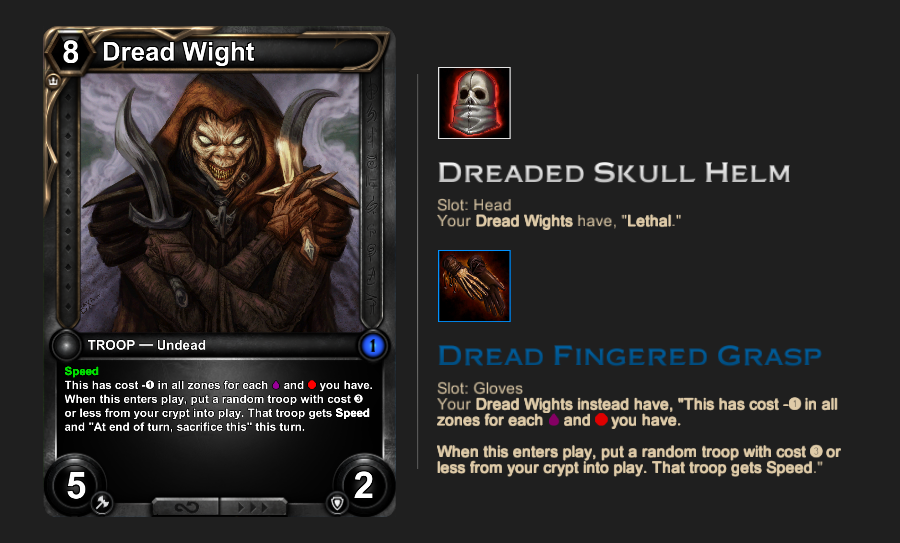 8 Dread Wight
TROOP — Undead 1
Speed
This has cost -1 in all zones for each and you have.
When this enters play, put a random troop with cost 3
or less from your crypt into play. That troop gets Speed
and "At end of turn, sacrifice this" this turn.
5 2
DREADED SKULL HELM
Slot: Head
Your Dread Wights have, "Lethal."
DREAD FINGERED GRASP
Slot: Gloves
Your Dread Wights instead have, "This has cost -1 in all
zones for each and you have.
When this enters play, put a random troop with cost 3 or
less from your crypt into play. That troop gets Speed."